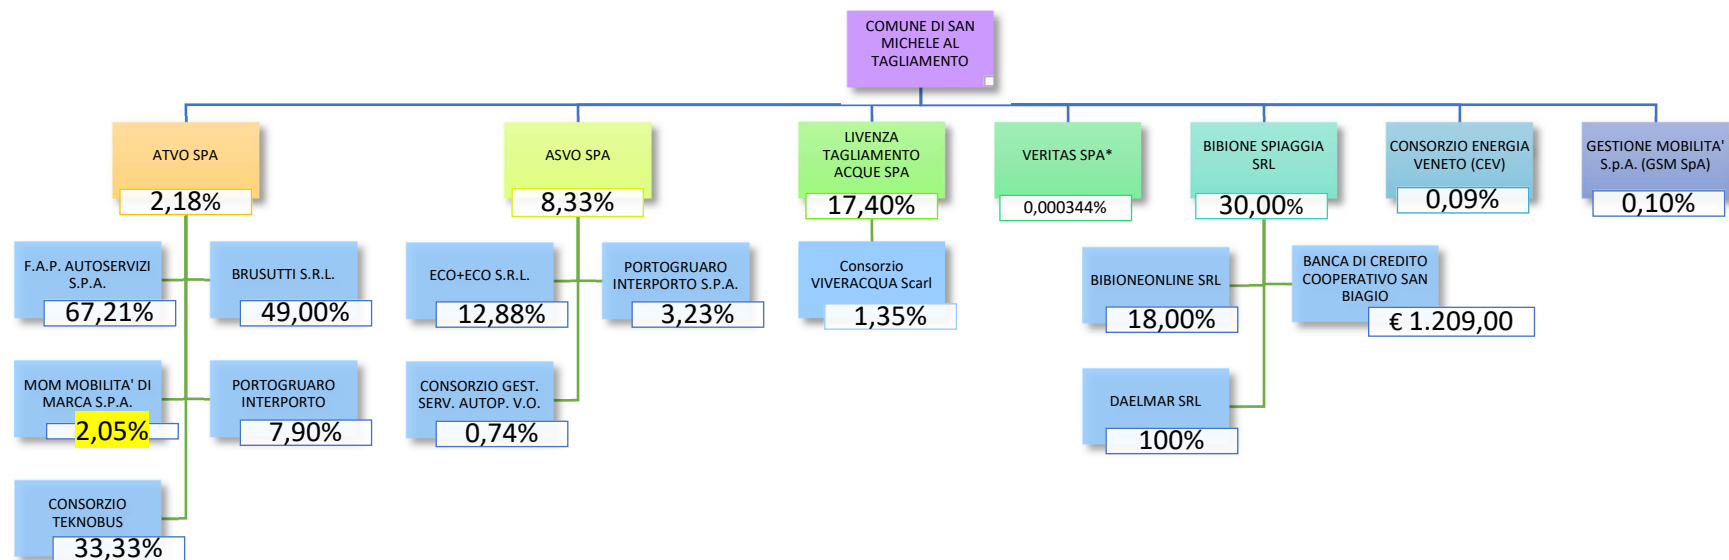 COMUNE DI SAN
MICHELE AL
TAGLIAMENTO
ATVO SPA
2,18%
ASVO SPA
8,33%
LIVENZA
TAGLIAMENTO
ACQUE SPA
17,40%
VERITAS SPA*
0,000344%
BIBIONE SPIAGGIA
SRL
30,00%
CONSORZIO ENERGIA
VENETO (CEV)
0,09%
GESTIONE MOBILITA'
S.p.A. (GSM SpA)
0,10%
F.A.P. AUTOSERVIZI
S.P.A.
67,21%
BRUSUTTI S.R.L.
49,00%
ECO+ECO S.R.L.
12,88%
PORTOGRUARO
INTERPORTO S.P.A.
3,23%
Consorzio
VIVERACQUA Scarl
1,35%
BIBIONEONLINE SRL
18,00%
BANCA DI CREDITO
COOPERATIVO SAN
BIAGIO
€ 1.209,00
MOM MOBILITA' DI
MARCA S.P.A.
2,05%
PORTOGRUARO
INTERPORTO
7,90%
CONSORZIO GEST.
SERV. AUTOP. V.O.
0,74%
DAELMAR SRL
100%
CONSORZIO
TEKNOBUS
33,33%